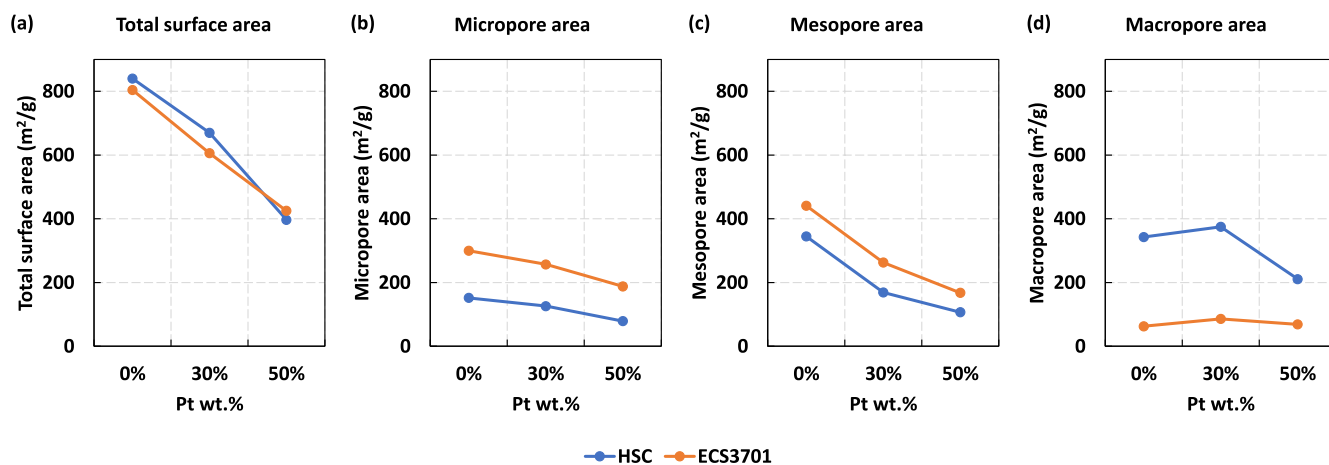 (a) Total surface area
Total surface area (m²/g)
800
600
400
200
0
0% 30% 50%
Pt wt.%
(b) Micropore area
Micropore area (m²/g)
800
600
400
200
0
0% 30% 50%
Pt wt.%
(c) Mesopore area
Mesopore area (m²/g)
800
600
400
200
0
0% 30% 50%
Pt wt.%
(d) Macropore area
Macropore area (m²/g)
800
600
400
200
0
0% 30% 50%
Pt wt.%
HSC ECS3701